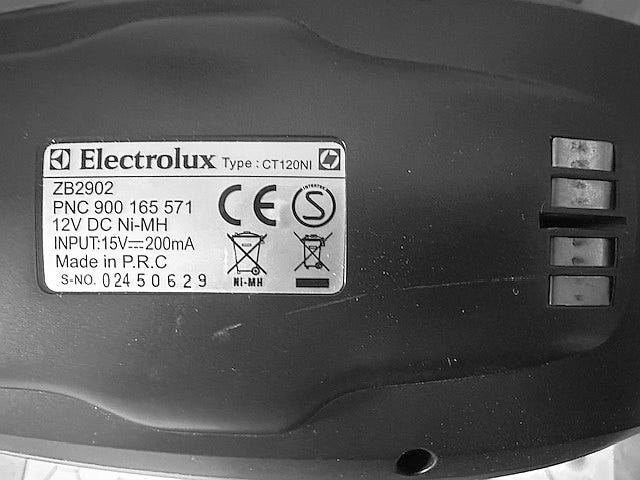 Electrolux Type : CT120NI
ZB2902
PNC 900 165 571
12V DC Ni-MH
INPUT:15V⎓200mA
Made in P.R.C
S=NO. 02450629
CE
INTERTEK
S
Ni-MH